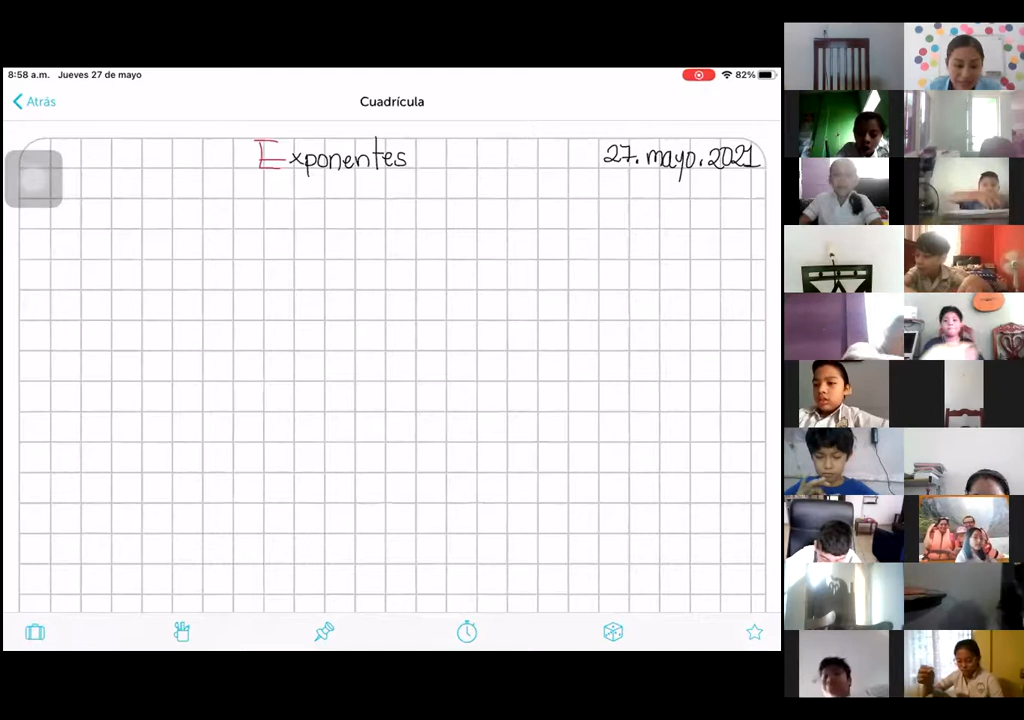 8:58 a.m. Jueves 27 de mayo 82%
Atrás Cuadrícula
Exponentes 27.mayo.2021